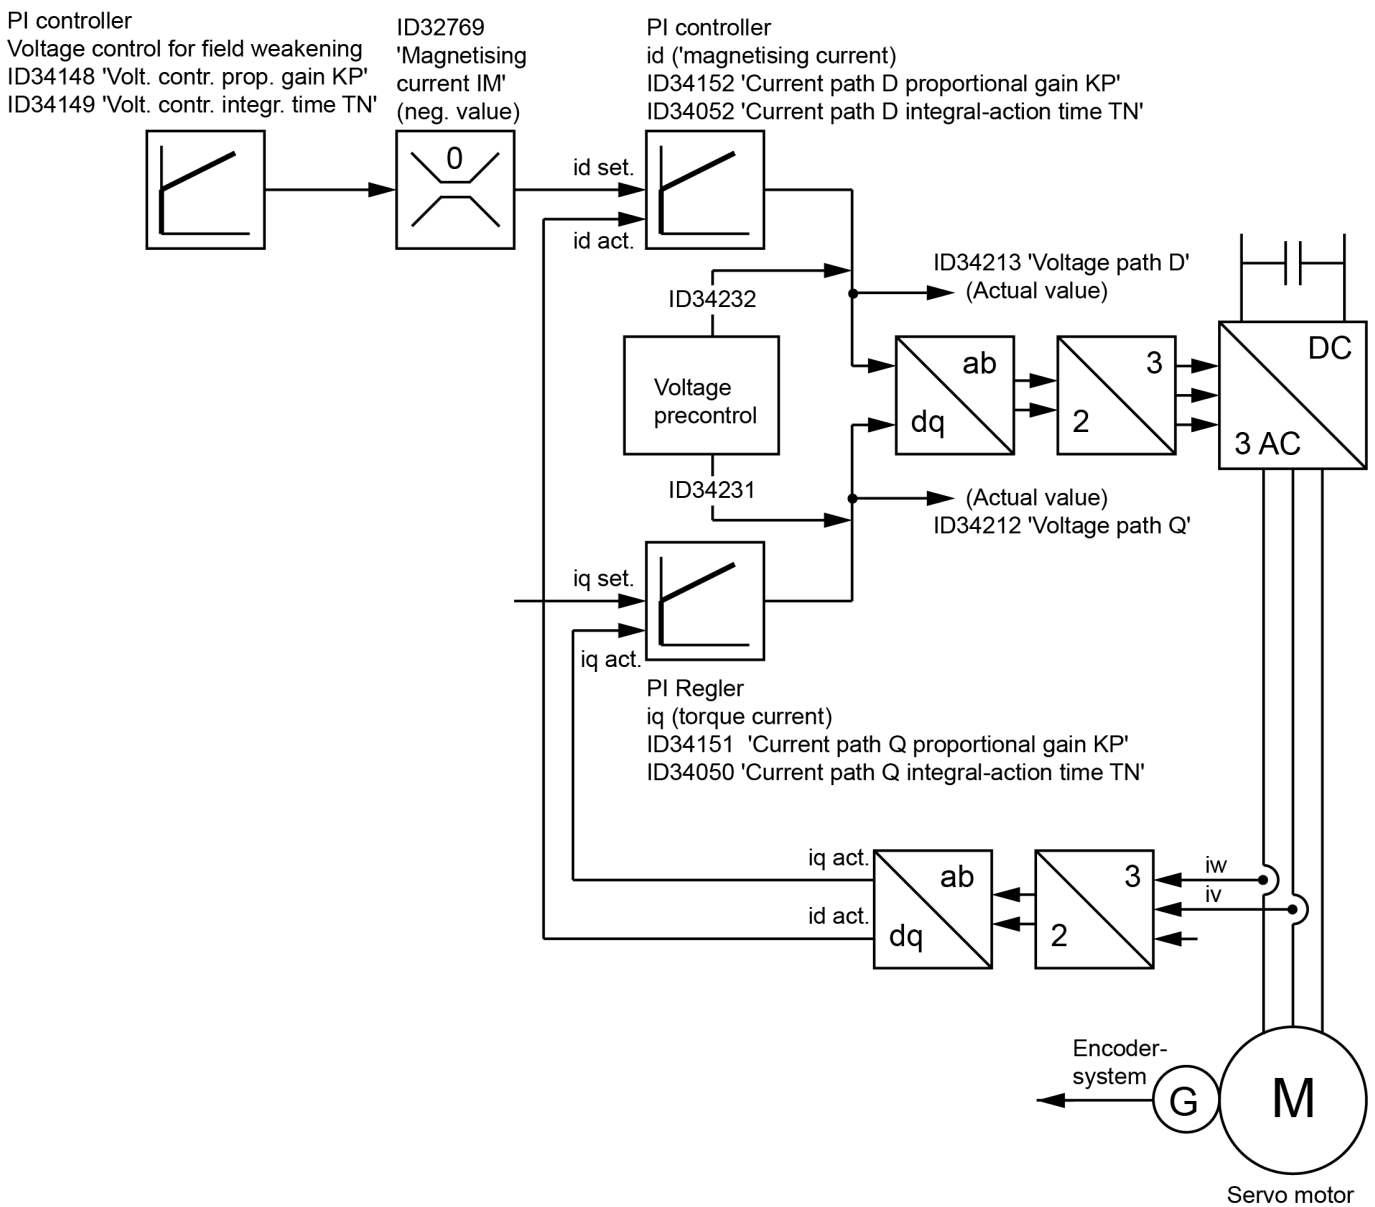 PI controller
Voltage control for field weakening
ID34148 'Volt. contr. prop. gain KP'
ID34149 'Volt. contr. integr. time TN'
ID32769
'Magnetising
current IM'
(neg. value)
PI controller
id ('magnetising current)
ID34152 'Current path D proportional gain KP'
ID34052 'Current path D integral-action time TN'
0
id set.
id act.
ID34232
ID34213 'Voltage path D'
(Actual value)
Voltage
precontrol
ab
dq
3
2
DC
3 AC
ID34231
(Actual value)
ID34212 'Voltage path Q'
iq set.
iq act.
PI Regler
iq (torque current)
ID34151 'Current path Q proportional gain KP'
ID34050 'Current path Q integral-action time TN'
iq act.
id act.
ab
dq
3
2
iw
iv
Encoder-
system
G
M
Servo motor